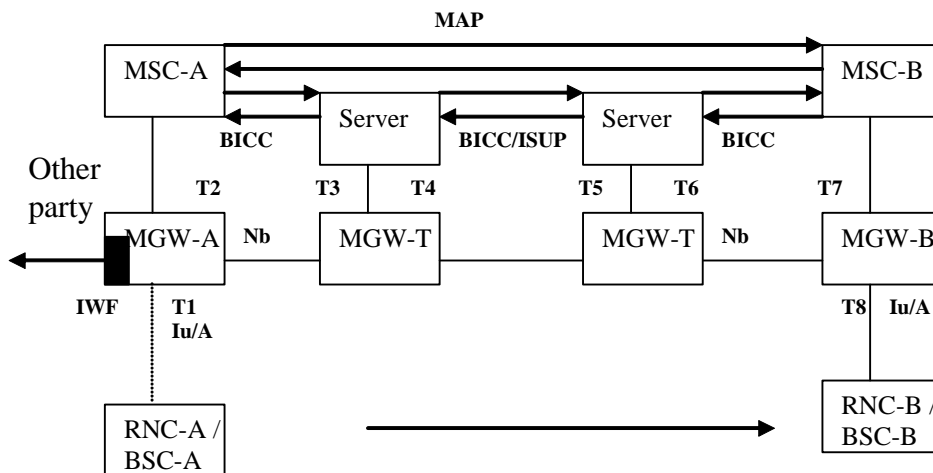 MAP
MSC-A
MSC-B
Server
Server
BICC
BICC/ISUP
BICC
Other
party
T2
T3
T4
T5
T6
T7
MGW-A
Nb
MGW-T
MGW-T
Nb
MGW-B
IWF
T1
Iu/A
T8
Iu/A
RNC-A /
BSC-A
RNC-B /
BSC-B